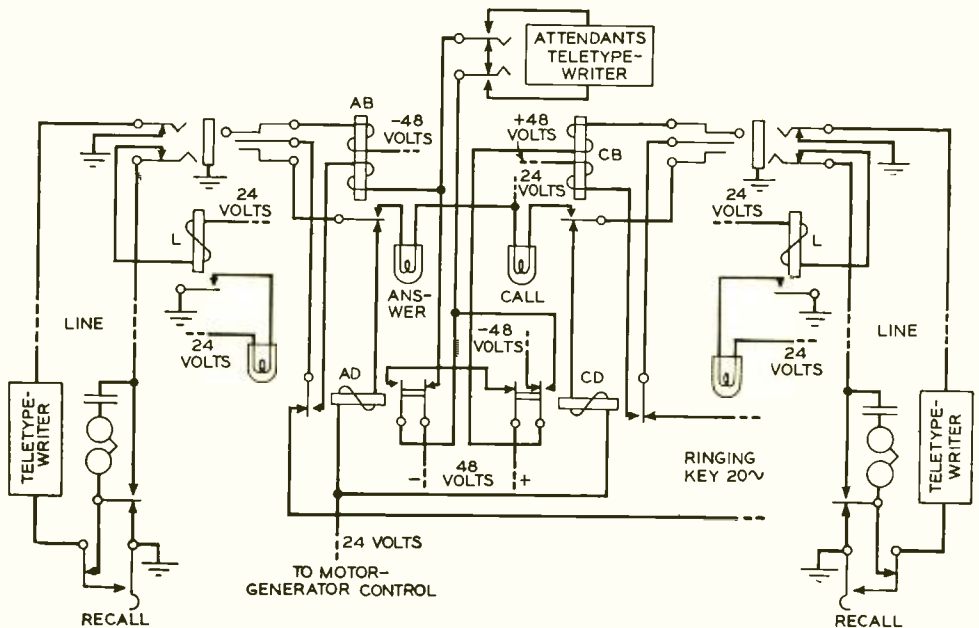 ATTENDANTS
TELETYPE-
WRITER
AB
-48
VOLTS
+48
VOLTS
CB
24
VOLTS
24
VOLTS
24
VOLTS
L
L
ANS-
WER
CALL
LINE
-48
VOLTS
LINE
24
VOLTS
24
VOLTS
AD
CD
TELETYPE-
WRITER
TELETYPE-
WRITER
- 48 +
VOLTS
RINGING
KEY 20~
24 VOLTS
TO MOTOR-
GENERATOR CONTROL
RECALL
RECALL